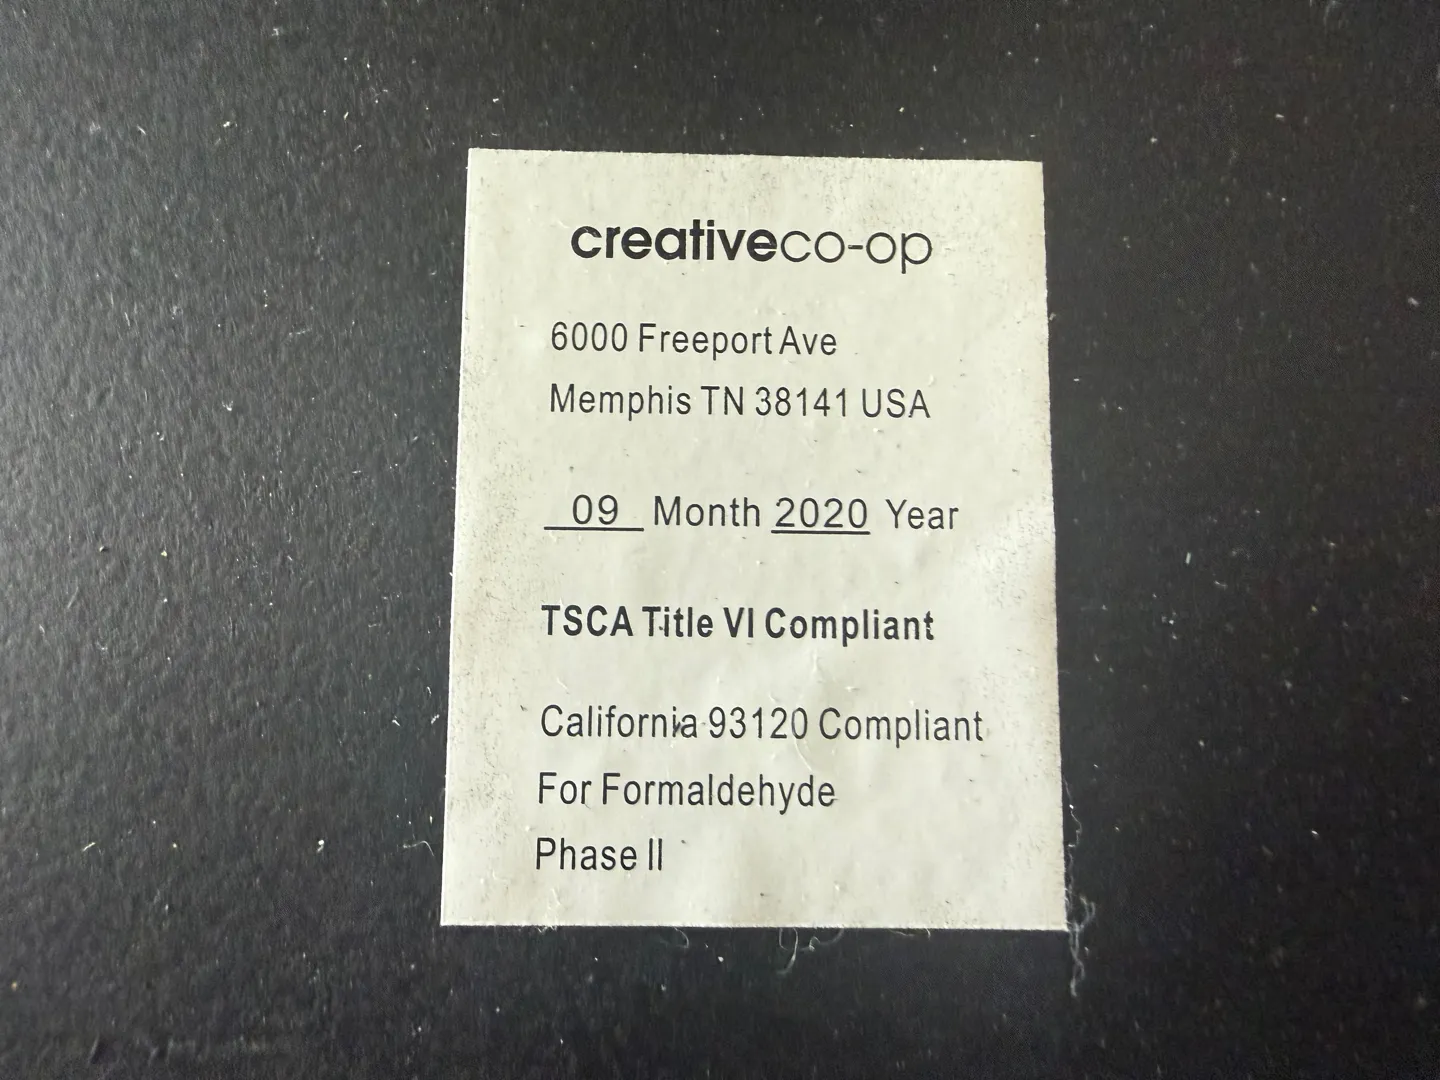 creativeco-op
6000 Freeport Ave
Memphis TN 38141 USA
09 Month 2020 Year
TSCA Title VI Compliant
California 93120 Compliant
For Formaldehyde
Phase II